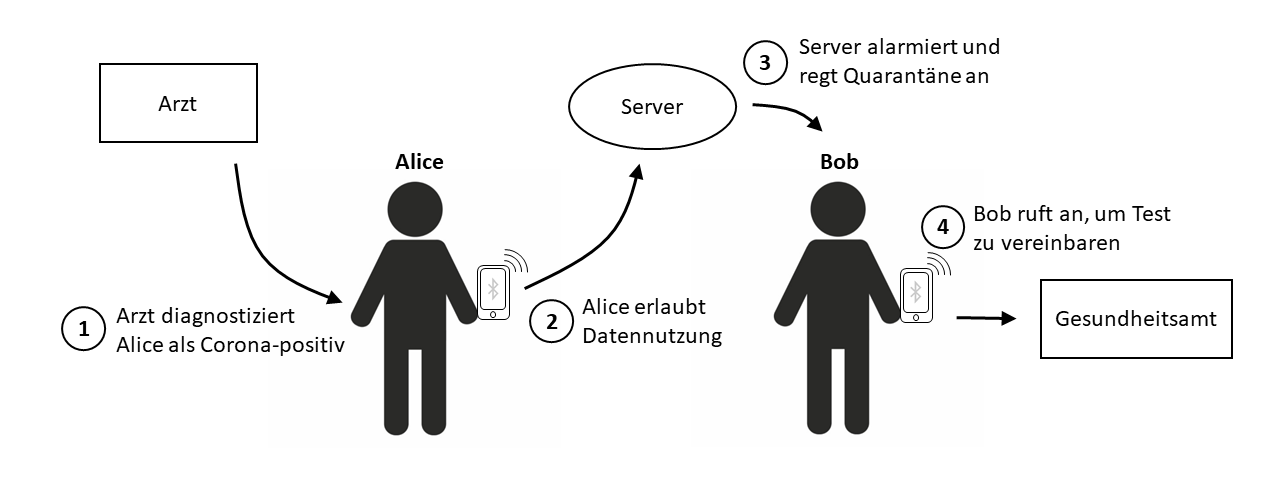 Arzt
1
Arzt diagnostiziert
Alice als Corona-positiv
Alice
2
Alice erlaubt
Datennutzung
Server
3
Server alarmiert und
regt Quarantäne an
Bob
4
Bob ruft an, um Test
zu vereinbaren
Gesundheitsamt